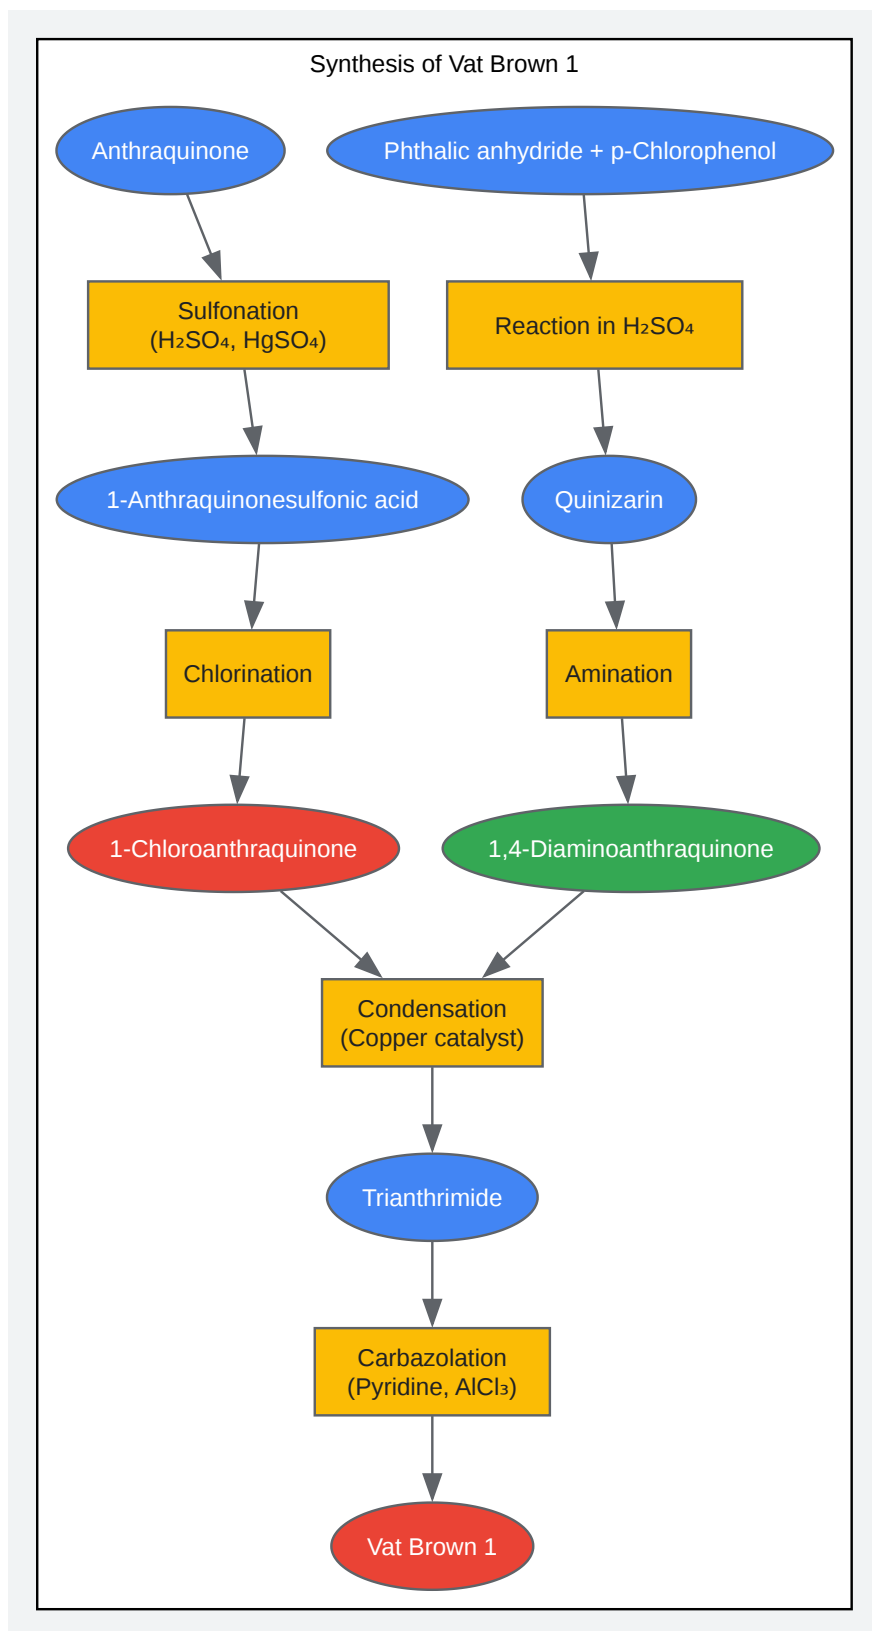 Synthesis of Vat Brown 1
Anthraquinone
Phthalic anhydride + p-Chlorophenol
Sulfonation
(H₂SO₄, HgSO₄)
Reaction in H₂SO₄
1-Anthraquinonesulfonic acid
Quinizarin
Chlorination
Amination
1-Chloroanthraquinone
1,4-Diaminoanthraquinone
Condensation
(Copper catalyst)
Trianthrimide
Carbazolation
(Pyridine, AlCl₃)
Vat Brown 1